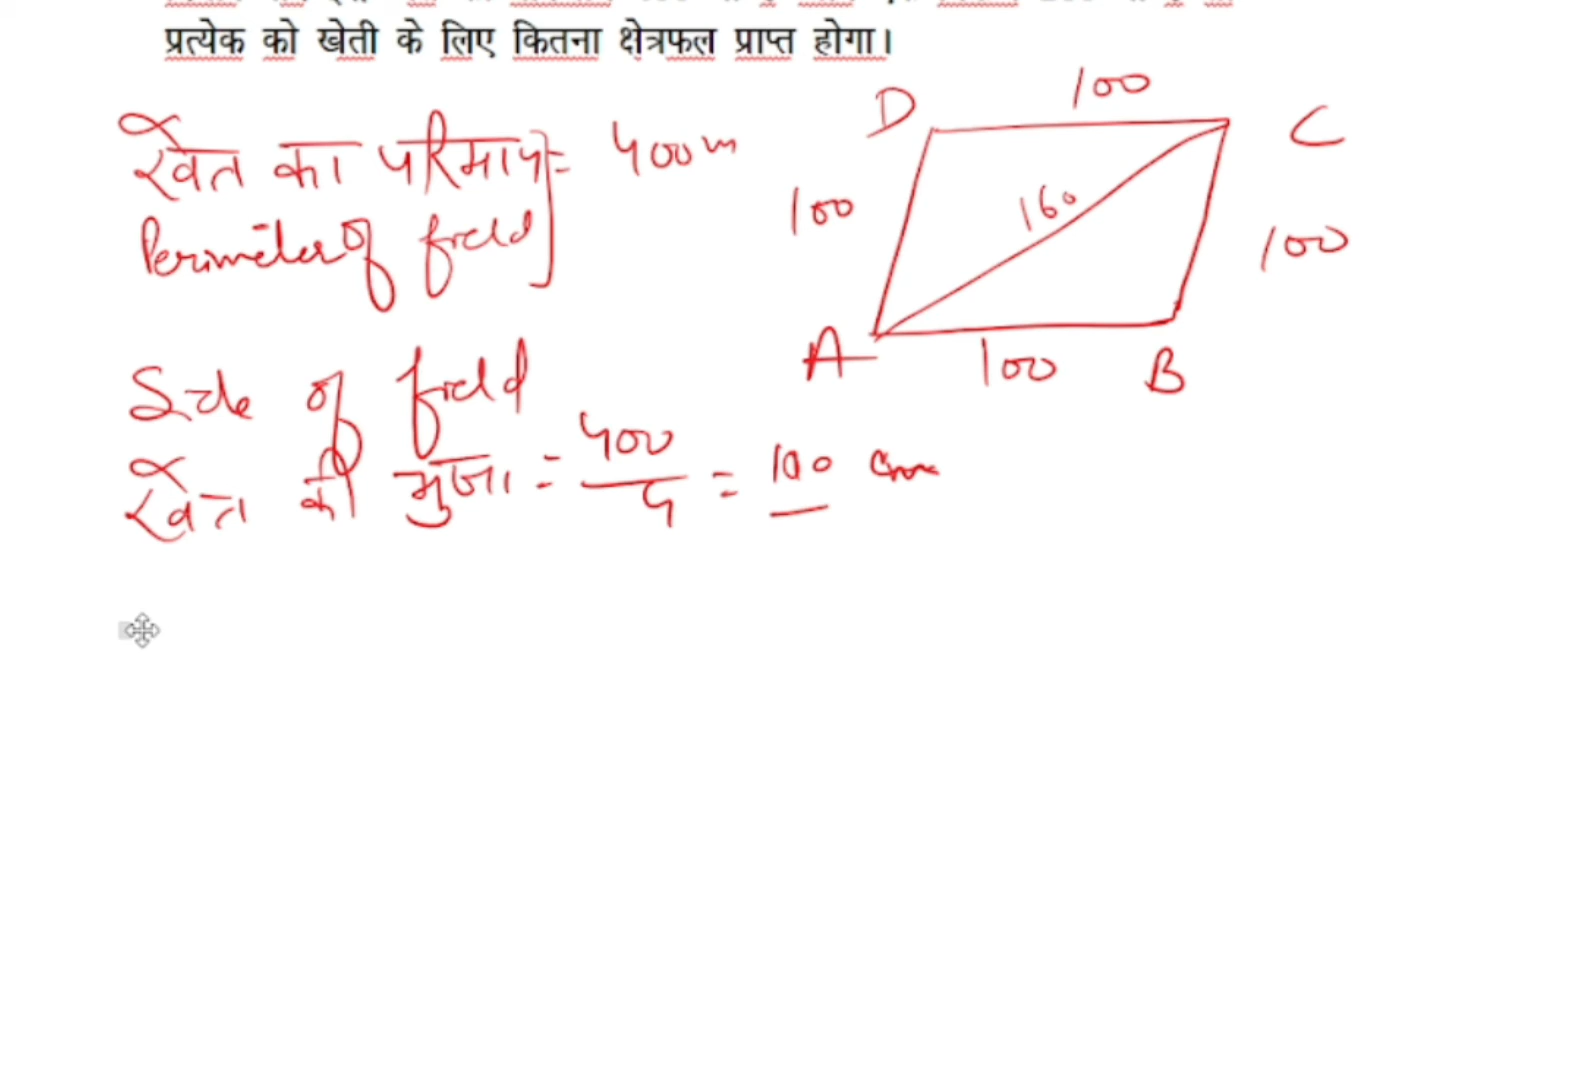 प्रत्येक को खेती के लिए कितना क्षेत्रफल प्राप्त होगा।
खेत का परिमाप = 400m
Perimeter of field
Side of field
खेत की भुजा = 400/4 = 100 cm
D 100 C
100 160 100
A 100 B